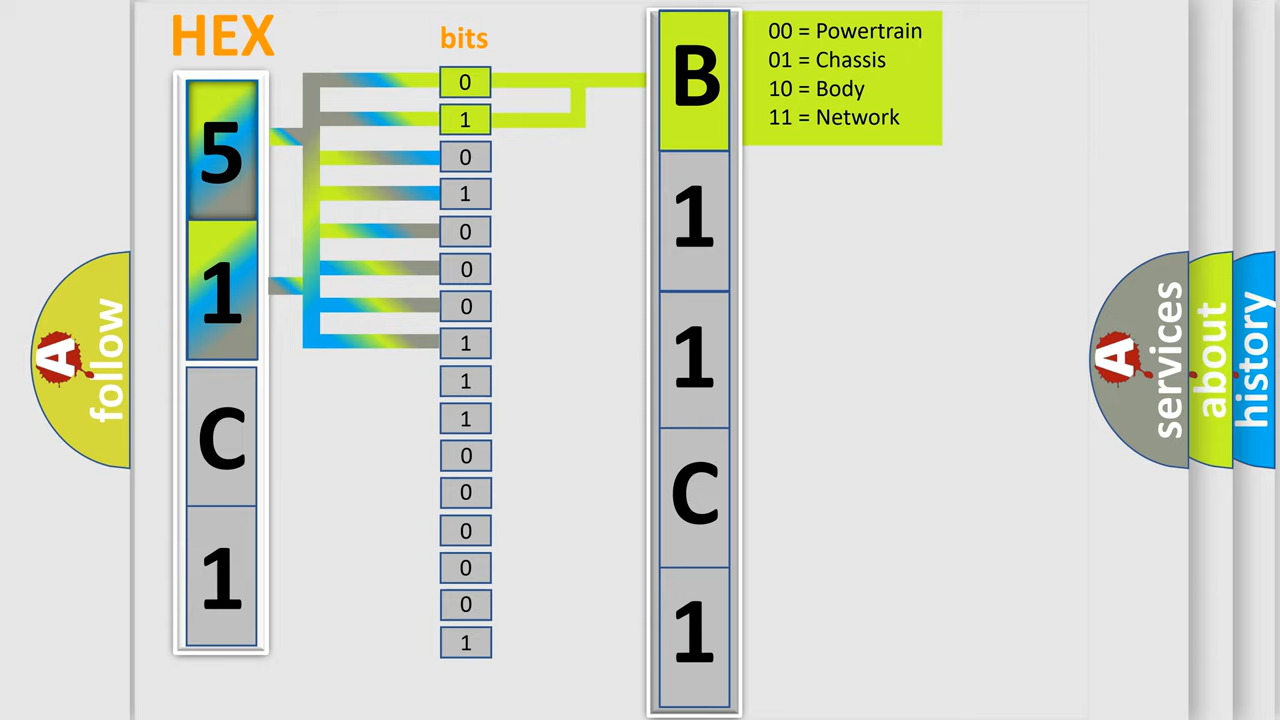 HEX
5
1
C
1
bits
0
1
0
1
0
0
0
1
1
1
0
0
0
0
0
1
B
1
1
C
1
00 = Powertrain
01 = Chassis
10 = Body
11 = Network
A follow
A services
about
history